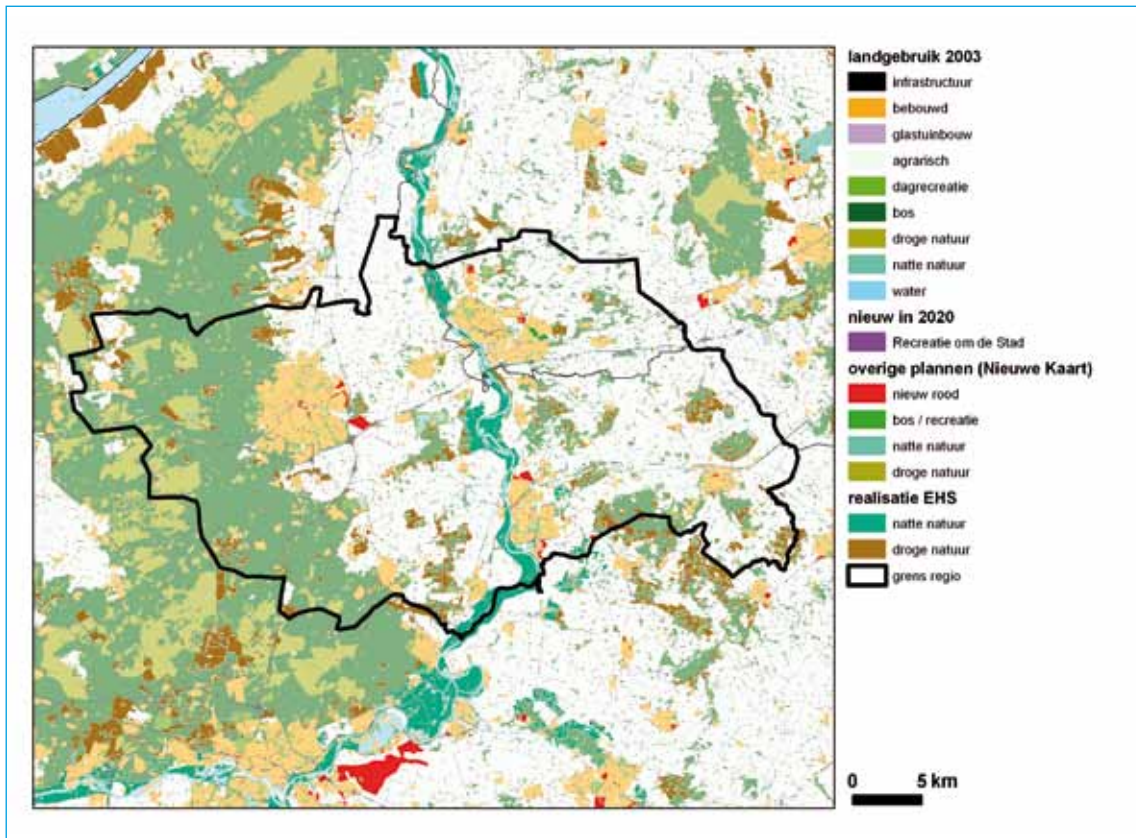 landgebruik 2003
infrastructuur
bebouwd
glastuinbouw
agrarisch
dagrecreatie
bos
droge natuur
natte natuur
water
nieuw in 2020
Recreatie om de Stad
overige plannen (Nieuwe Kaart)
nieuw rood
bos / recreatie
natte natuur
droge natuur
realisatie EHS
natte natuur
droge natuur
grens regio
0 5 km